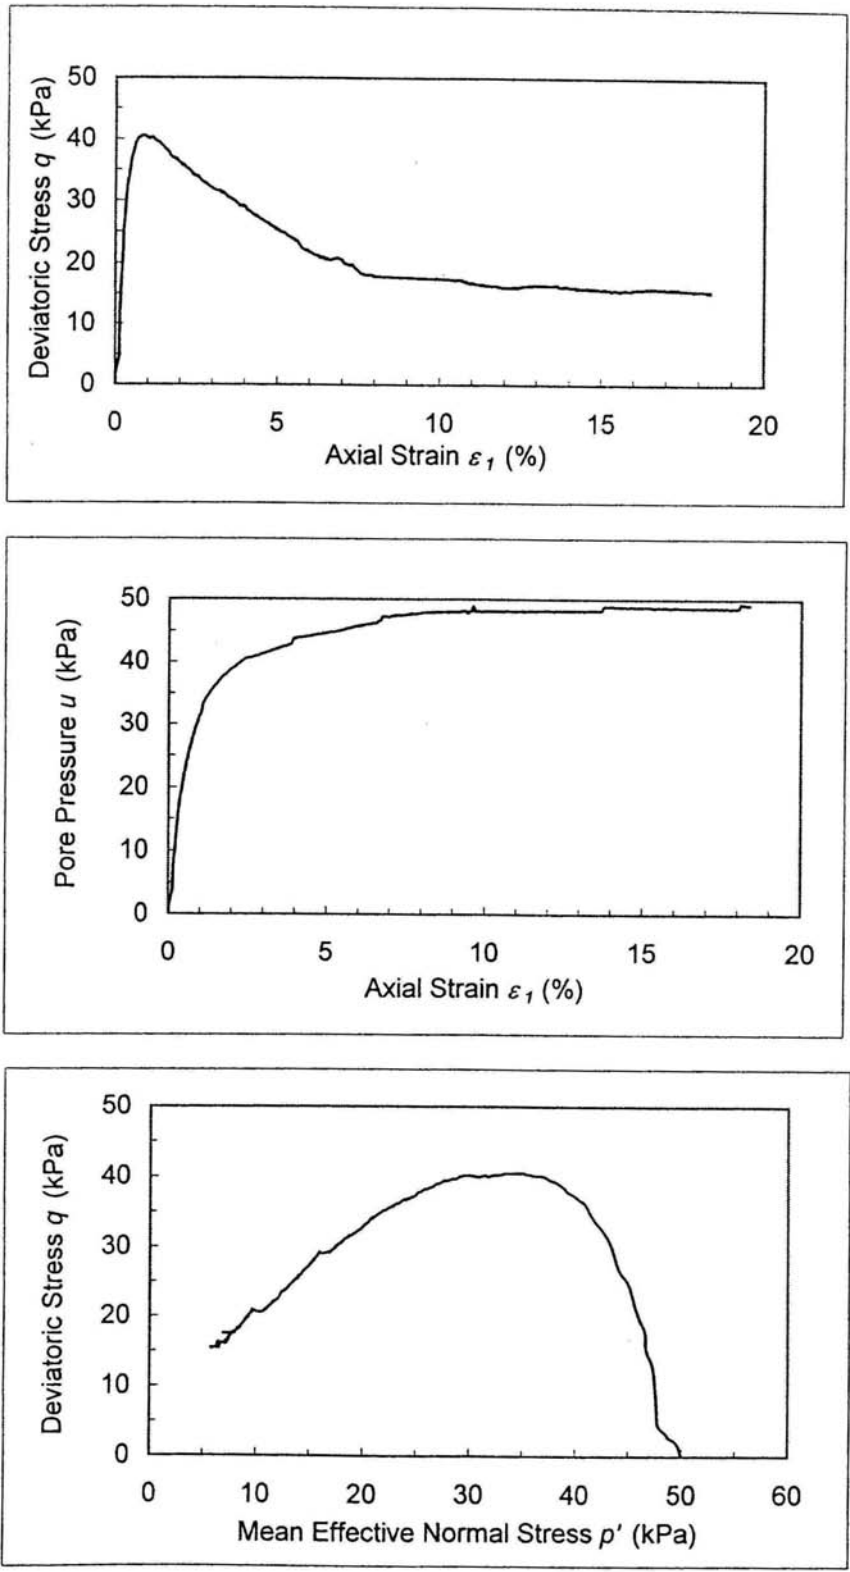 50
40
30
20
10
0
Deviatoric Stress q (kPa)
0 5 10 15 20
Axial Strain ε1 (%)
50
40
30
20
10
0
Pore Pressure u (kPa)
0 5 10 15 20
Axial Strain ε1 (%)
50
40
30
20
10
0
Deviatoric Stress q (kPa)
0 10 20 30 40 50 60
Mean Effective Normal Stress p' (kPa)